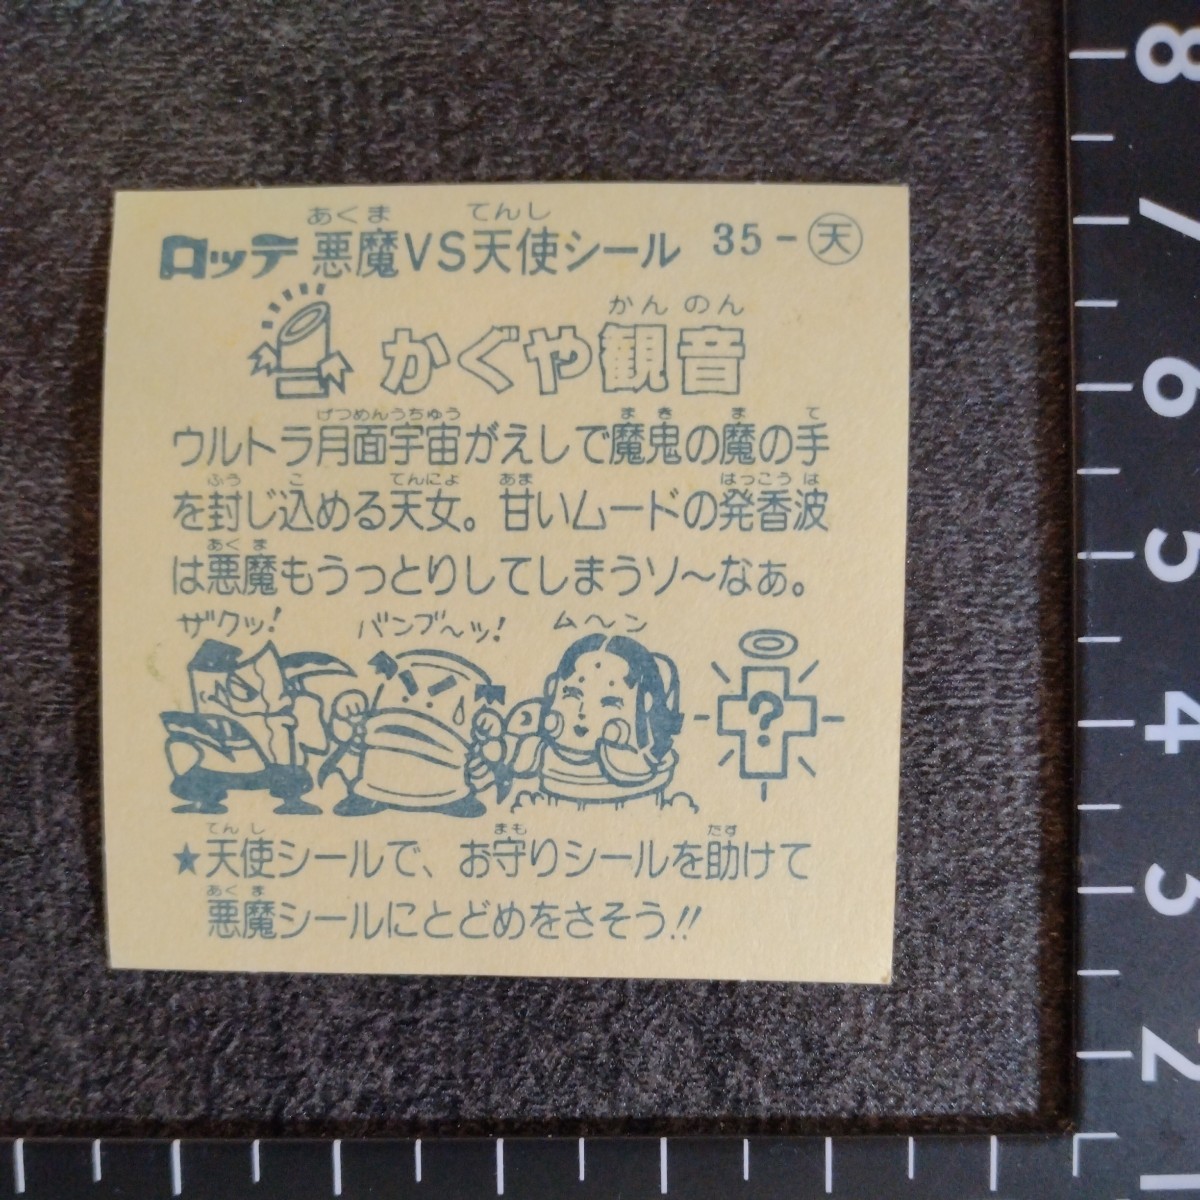 ロッテ 悪魔VS天使シール 35-天
あくま てんし
かぐや観音
かんのん
ウルトラ月面宇宙がえしで魔鬼の魔の手
げつめんうちゅう まき ま て
を封じ込める天女。甘いムードの発香波
ふう こ てんにょ あま はっこうは
は悪魔もうっとりしてしまうソ〜なぁ。
あくま
ザクッ! バンブ〜ッ! ム〜ン
?
★天使シールで、お守りシールを助けて
てんし まも たす
悪魔シールにとどめをさそう!!
あくま
8
7
6
5
4
3
2